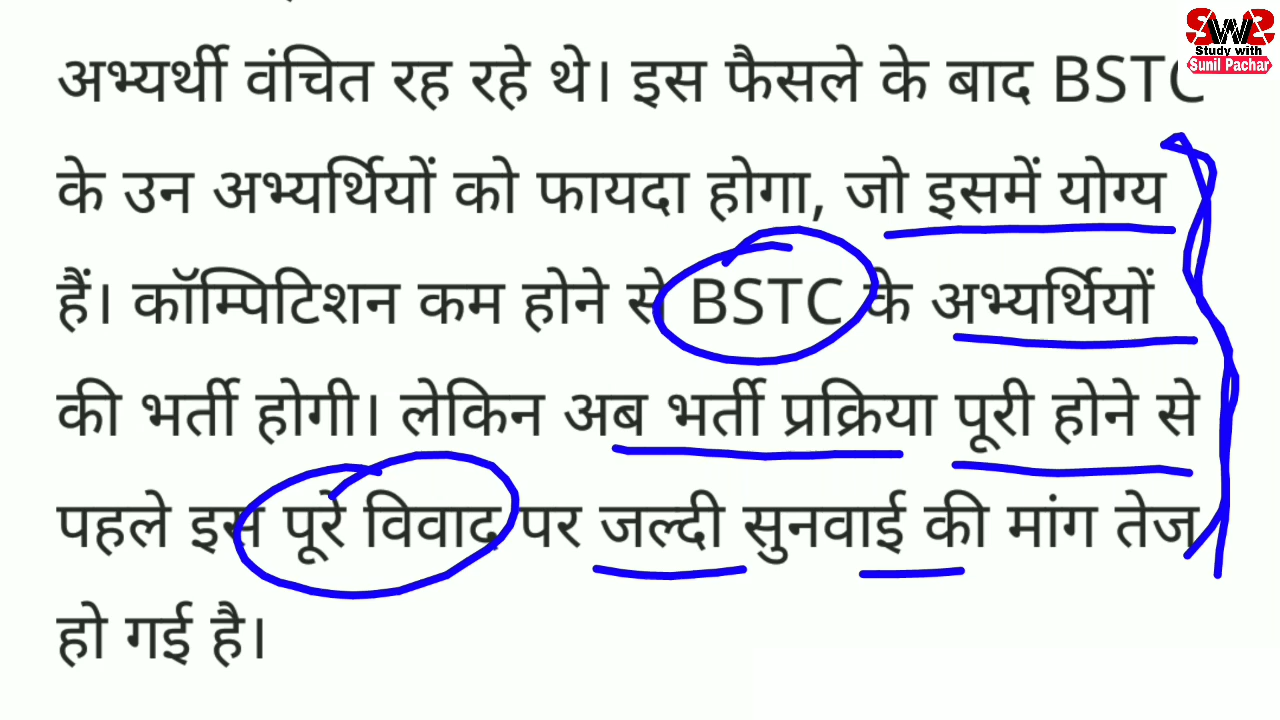 SWS
Study with
Sunil Pachar
अभ्यर्थी वंचित रह रहे थे। इस फैसले के बाद BSTC
के उन अभ्यर्थियों को फायदा होगा, जो इसमें योग्य
हैं। कॉम्पिटिशन कम होने से BSTC के अभ्यर्थियों
की भर्ती होगी। लेकिन अब भर्ती प्रक्रिया पूरी होने से
पहले इस पूरे विवाद पर जल्दी सुनवाई की मांग तेज
हो गई है।